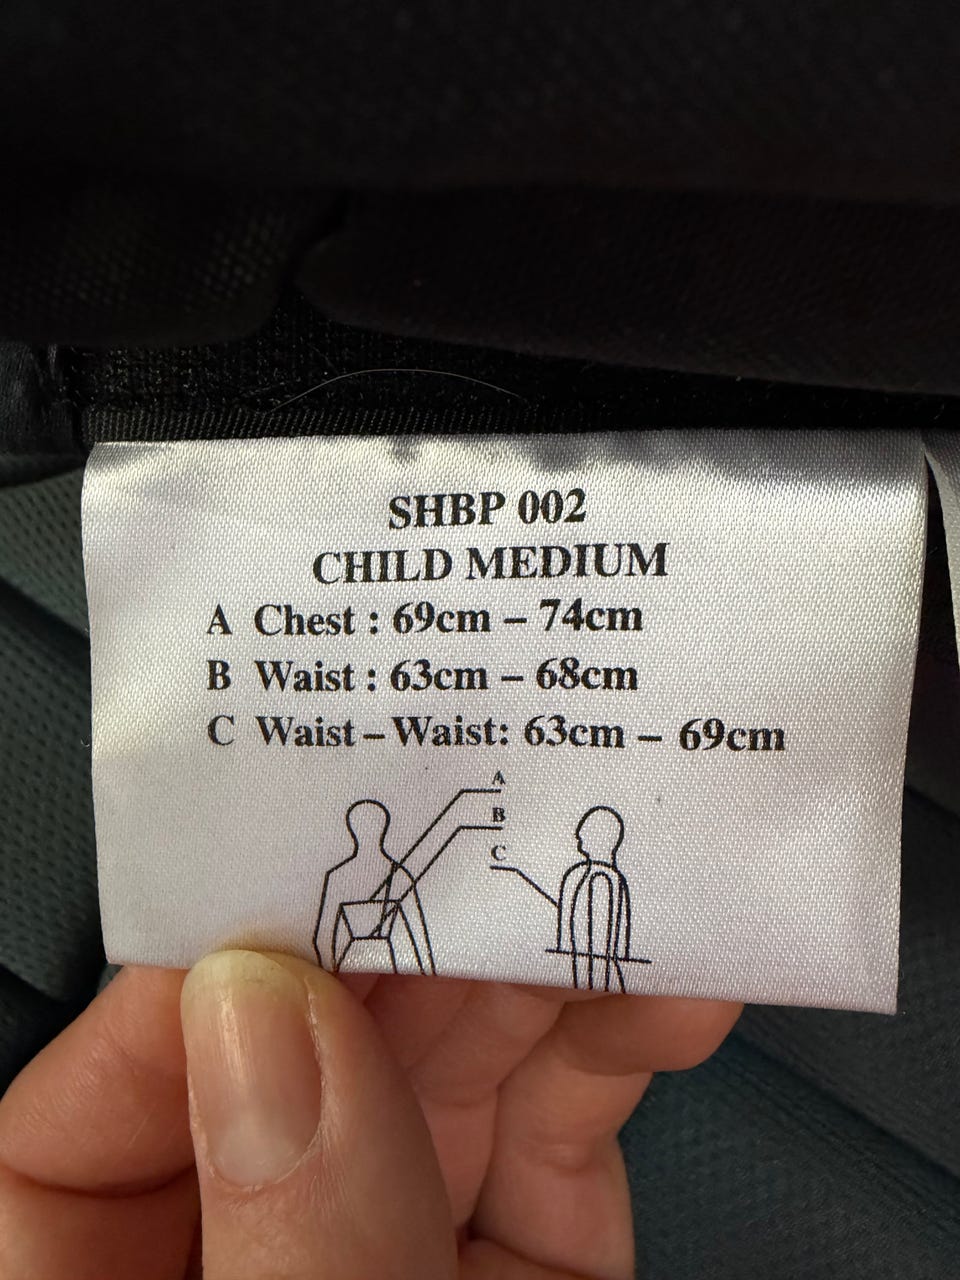 SHBP 002
CHILD MEDIUM
A Chest : 69cm – 74cm
B Waist : 63cm – 68cm
C Waist – Waist: 63cm – 69cm
A
B
C